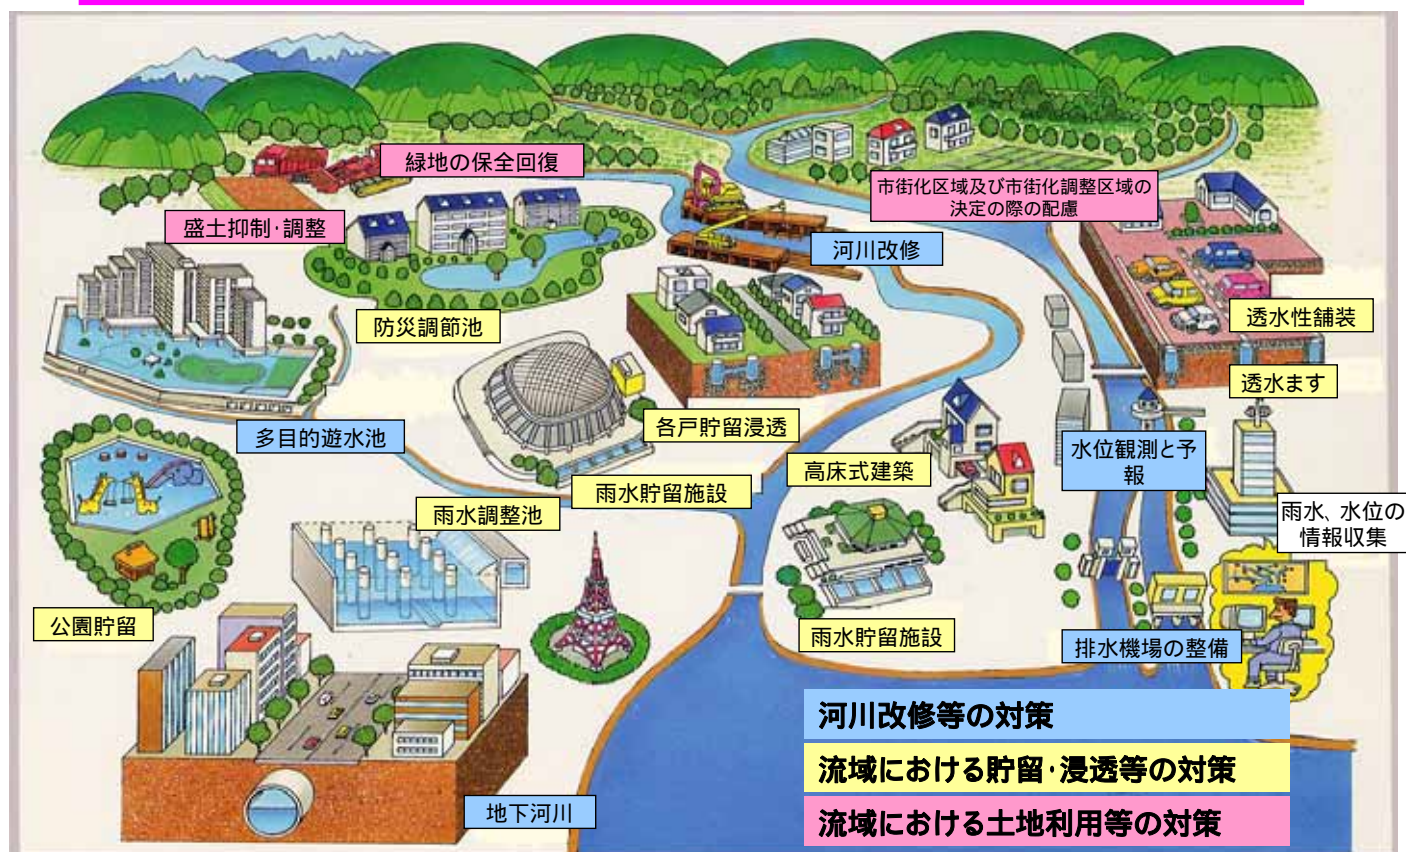 緑地の保全回復
市街化区域及び市街化調整区域の
決定の際の配慮
盛土抑制・調整
河川改修
防災調節池
透水性舗装
透水ます
多目的遊水池
各戸貯留浸透
高床式建築
水位観測と予
報
雨水貯留施設
雨水調整池
雨水、水位の
情報収集
公園貯留
雨水貯留施設
排水機場の整備
地下河川
河川改修等の対策
流域における貯留・浸透等の対策
流域における土地利用等の対策